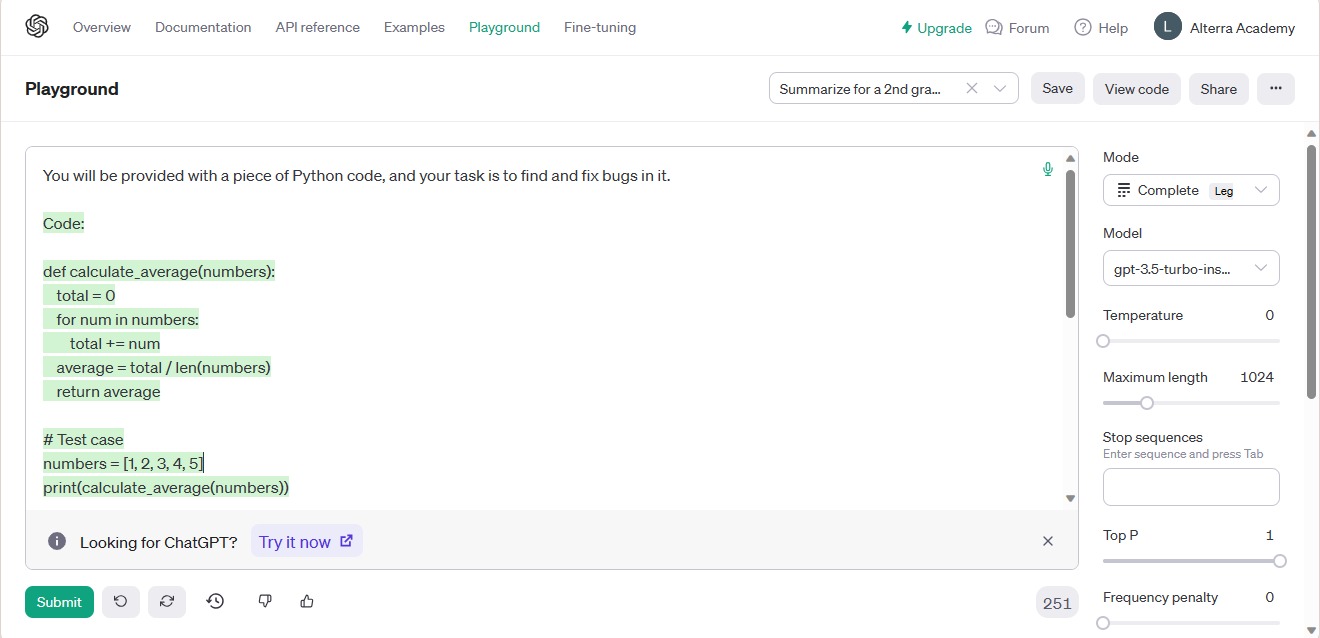 Overview Documentation API reference Examples Playground Fine-tuning Upgrade Forum Help L Alterra Academy
Playground Summarize for a 2nd gra... Save View code Share ...
You will be provided with a piece of Python code, and your task is to find and fix bugs in it.
Code:
def calculate_average(numbers):
total = 0
for num in numbers:
total += num
average = total / len(numbers)
return average
# Test case
numbers = [1, 2, 3, 4, 5]
print(calculate_average(numbers))
Looking for ChatGPT? Try it now
Submit
251
Mode
Complete Leg
Model
gpt-3.5-turbo-ins...
Temperature 0
Maximum length 1024
Stop sequences
Enter sequence and press Tab
Top P 1
Frequency penalty 0